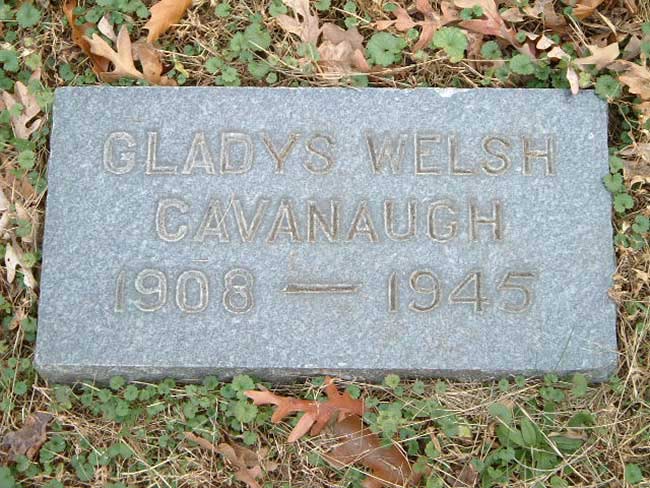 GLADYS WELSH
CAVANAUGH
1908 — 1945